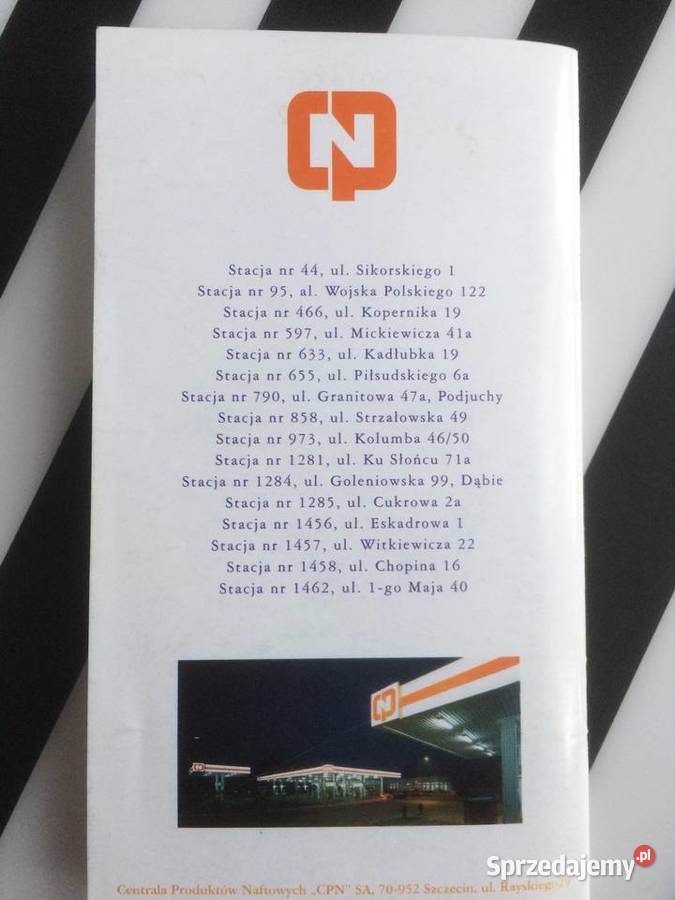 CPN
Stacja nr 44, ul. Sikorskiego 1
Stacja nr 95, al. Wojska Polskiego 122
Stacja nr 466, ul. Kopernika 19
Stacja nr 597, ul. Mickiewicza 41a
Stacja nr 633, ul. Kadłubka 19
Stacja nr 655, ul. Piłsudskiego 6a
Stacja nr 790, ul. Granitowa 47a, Podjuchy
Stacja nr 858, ul. Strzałowska 49
Stacja nr 973, ul. Kolumba 46/50
Stacja nr 1281, ul. Ku Słońcu 71a
Stacja nr 1284, ul. Goleniowska 99, Dąbie
Stacja nr 1285, ul. Cukrowa 2a
Stacja nr 1456, ul. Eskadrowa 1
Stacja nr 1457, ul. Witkiewicza 22
Stacja nr 1458, ul. Chopina 16
Stacja nr 1462, ul. 1-go Maja 40
CPN
Centrala Produktów Naftowych „CPN" SA, 70-952 Szczecin, ul. Rayskiego
Sprzedajemy.pl